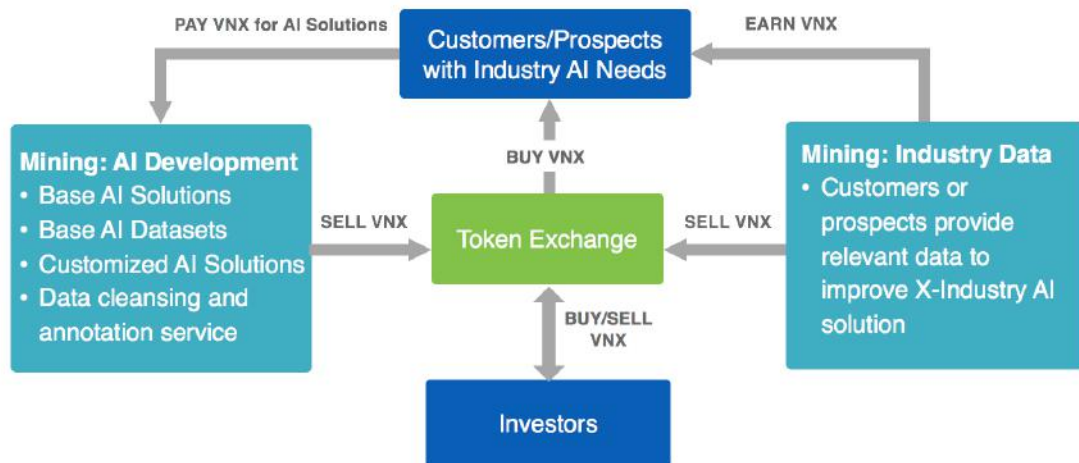 PAY VNX for AI Solutions
Customers/Prospects
with Industry AI Needs
EARN VNX
Mining: AI Development
• Base AI Solutions
• Base AI Datasets
• Customized AI Solutions
• Data cleansing and
annotation service
SELL VNX
BUY VNX
Token Exchange
SELL VNX
Mining: Industry Data
• Customers or
prospects provide
relevant data to
improve X-Industry AI
solution
BUY/SELL
VNX
Investors